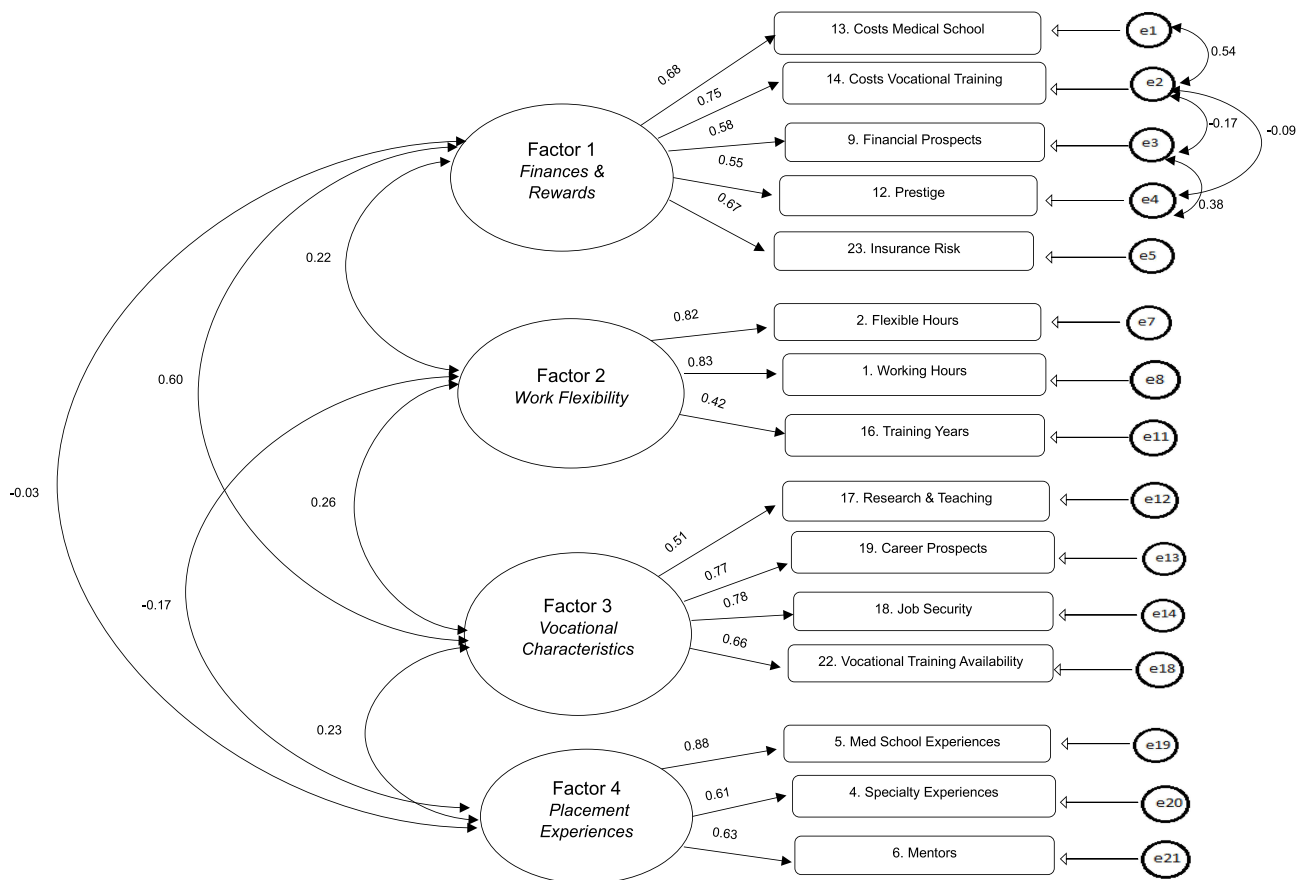 13. Costs Medical School
e1
0.54
0.68
14. Costs Vocational Training
e2
0.75
-0.17
-0.09
Factor 1
Finances &
Rewards
0.58
9. Financial Prospects
e3
0.55
12. Prestige
e4
0.38
0.67
23. Insurance Risk
e5
0.22
0.82
2. Flexible Hours
e7
Factor 2
Work Flexibility
0.83
1. Working Hours
e8
0.60
0.42
16. Training Years
e11
-0.03
0.26
17. Research & Teaching
e12
0.51
19. Career Prospects
e13
0.77
-0.17
Factor 3
Vocational
Characteristics
0.78
18. Job Security
e14
0.66
22. Vocational Training Availability
e18
0.23
0.88
5. Med School Experiences
e19
Factor 4
Placement
Experiences
0.61
4. Specialty Experiences
e20
0.63
6. Mentors
e21